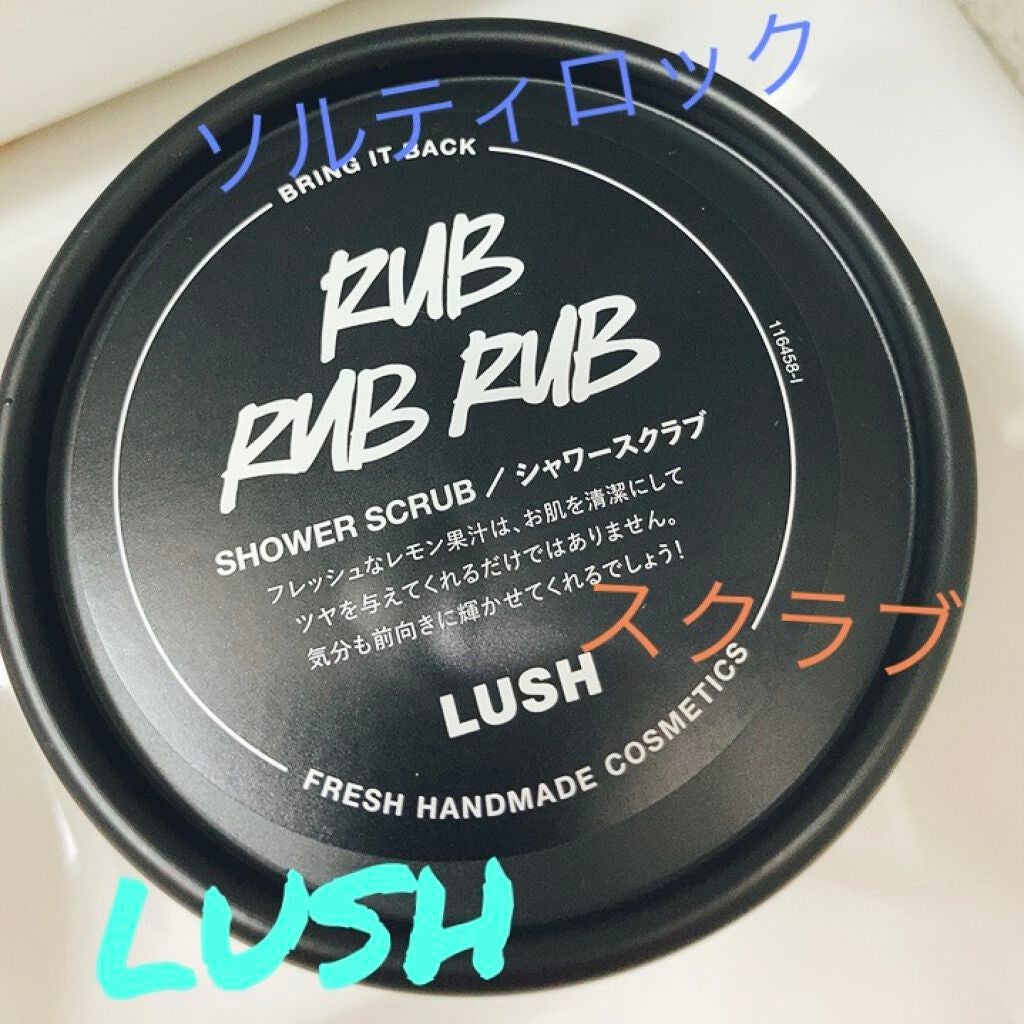 ソルティロック
BRING IT BACK
RUB
RUB RUB
116458-I
SHOWER SCRUB / シャワースクラブ
フレッシュなレモン果汁は、お肌を清潔にして
ツヤを与えてくれるだけではありません。
気分も前向きに輝かせてくれるでしょう!
スクラブ
LUSH
FRESH HANDMADE COSMETICS
LUSH